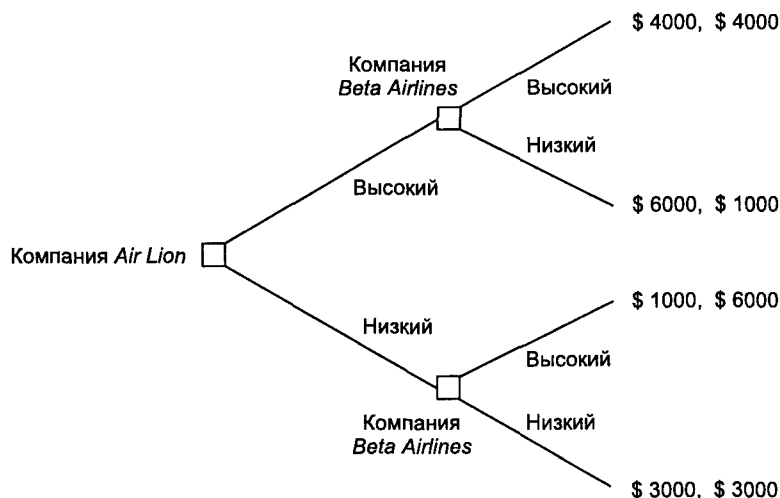 $ 4000, $ 4000
Компания
Beta Airlines
Высокий
Низкий
Высокий
$ 6000, $ 1000
Компания Air Lion
Низкий
$ 1000, $ 6000
Высокий
Компания
Beta Airlines
Низкий
$ 3000, $ 3000